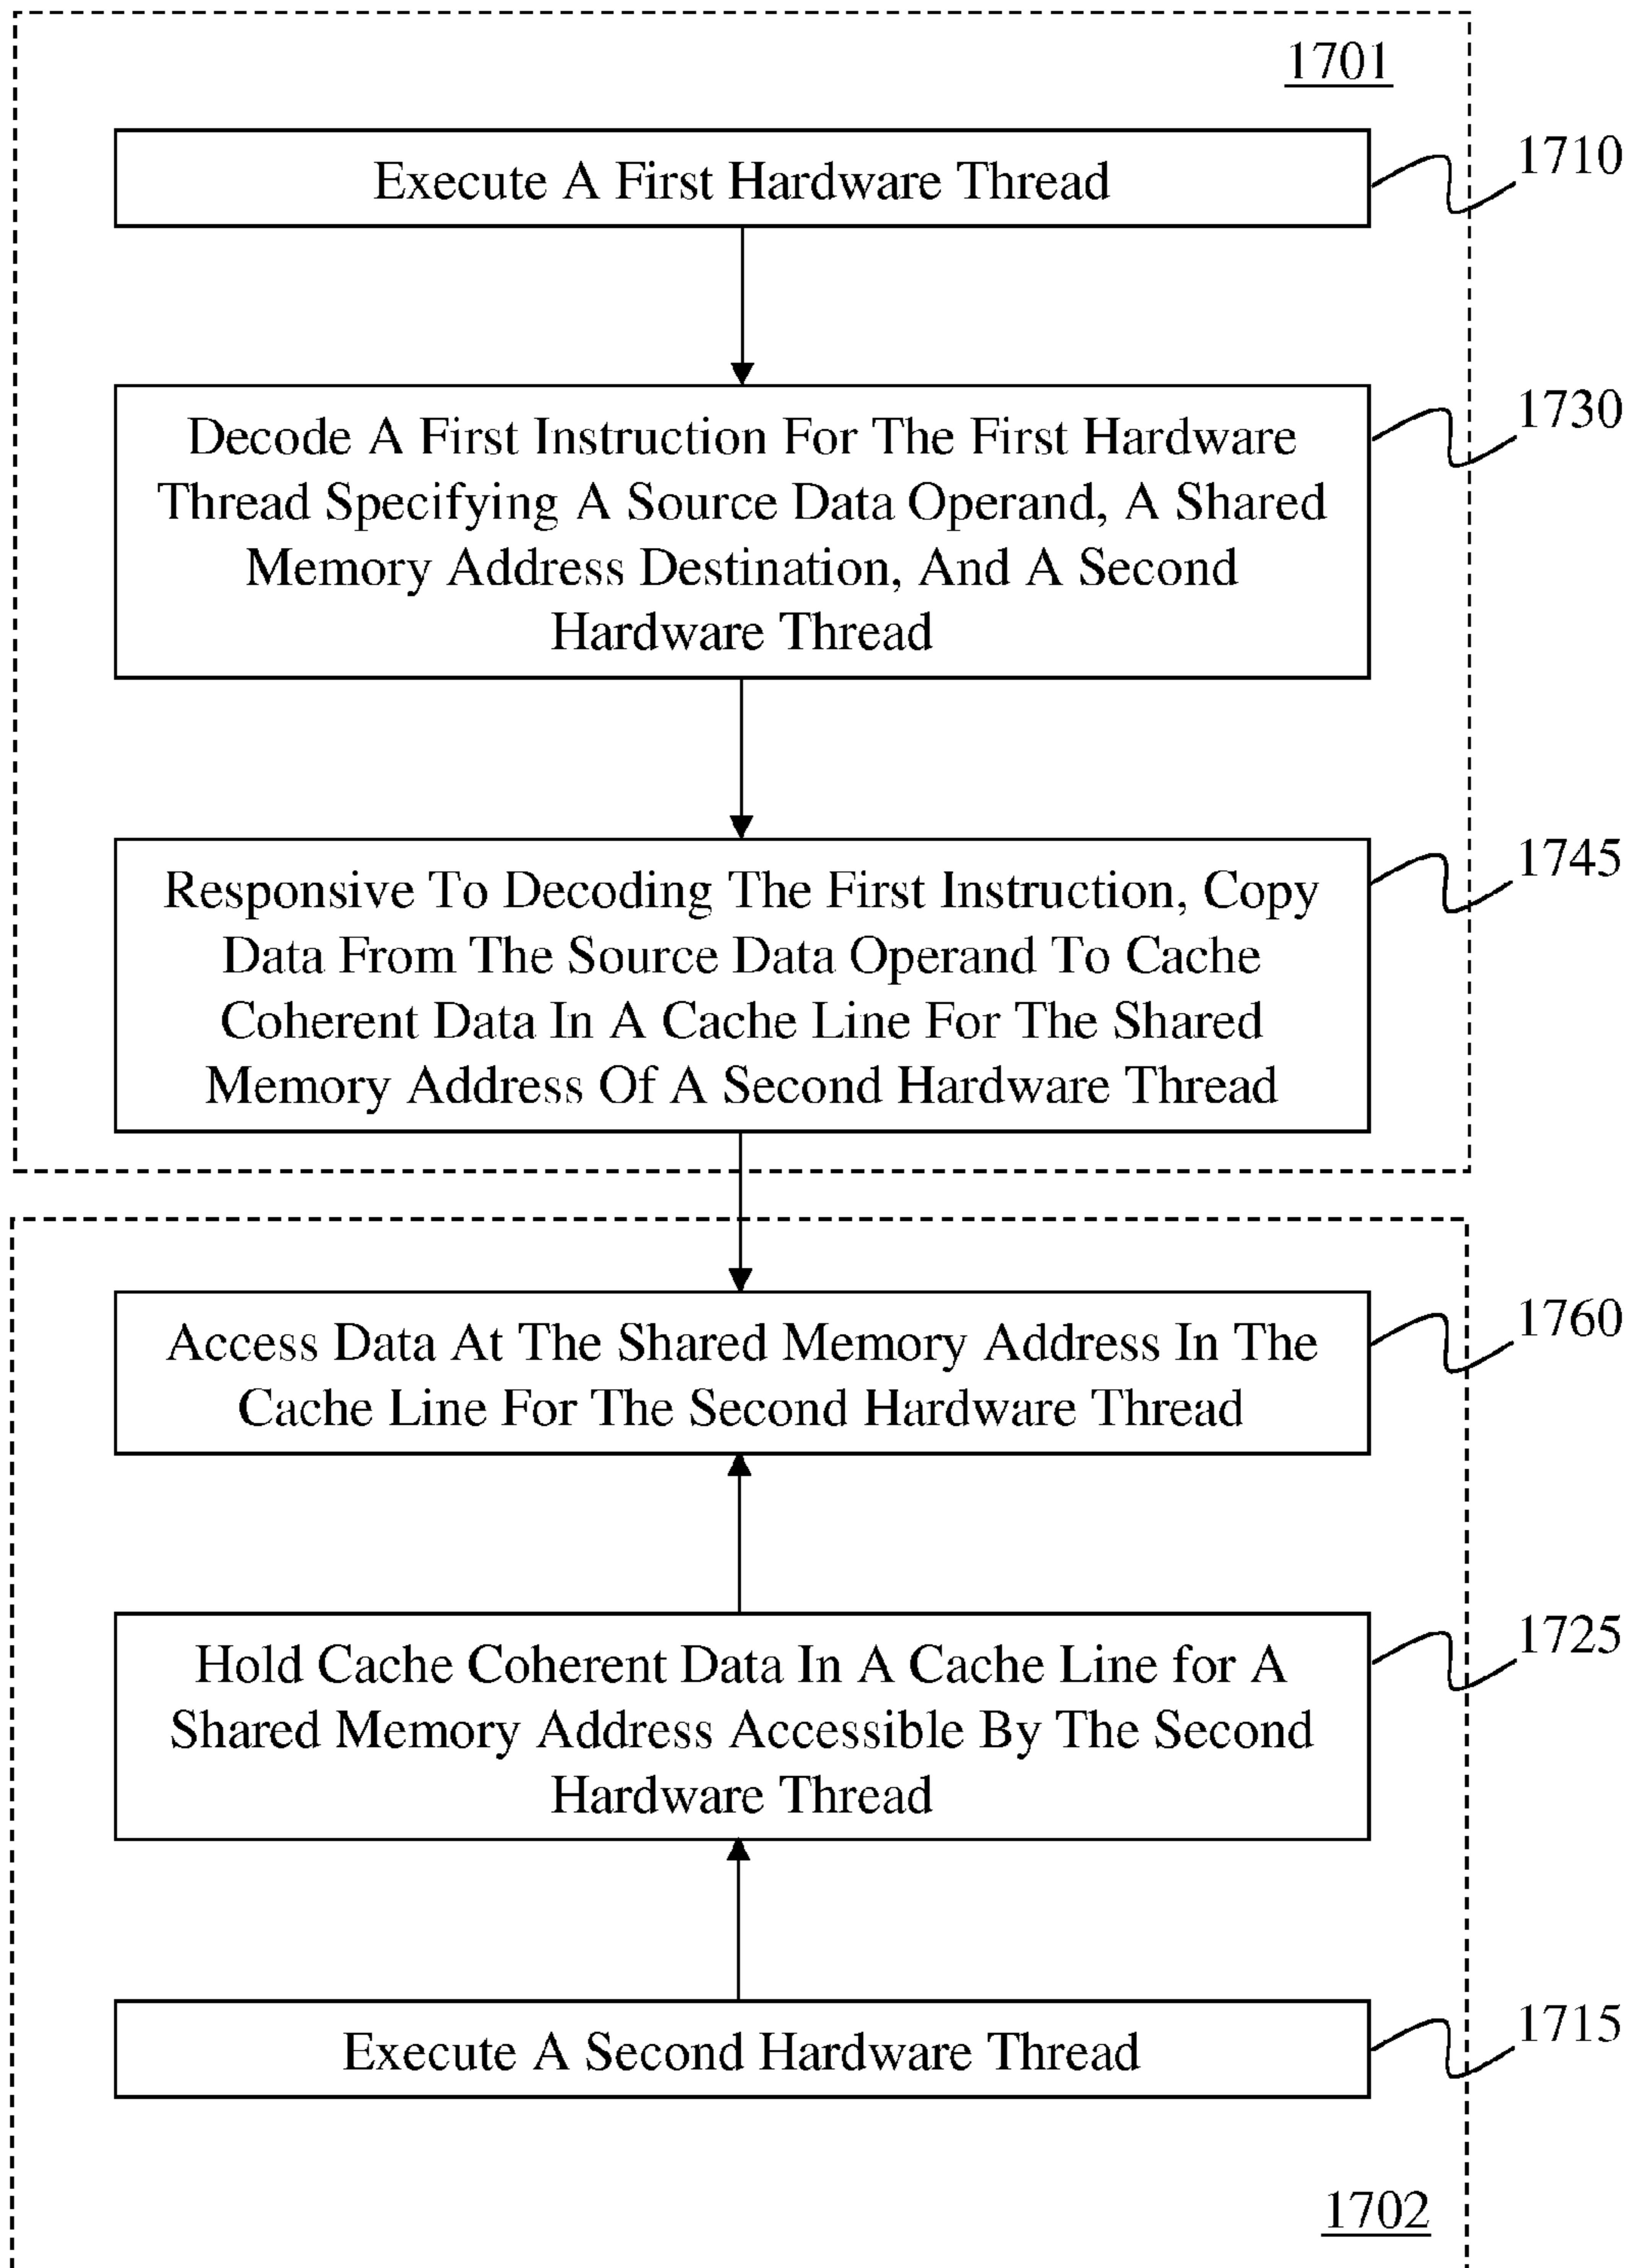 1701
Execute A First Hardware Thread
1710
Decode A First Instruction For The First Hardware
Thread Specifying A Source Data Operand, A Shared
Memory Address Destination, And A Second
Hardware Thread
1730
Responsive To Decoding The First Instruction, Copy
Data From The Source Data Operand To Cache
Coherent Data In A Cache Line For The Shared
Memory Address Of A Second Hardware Thread
1745
Access Data At The Shared Memory Address In The
Cache Line For The Second Hardware Thread
1760
Hold Cache Coherent Data In A Cache Line for A
Shared Memory Address Accessible By The Second
Hardware Thread
1725
Execute A Second Hardware Thread
1715
1702